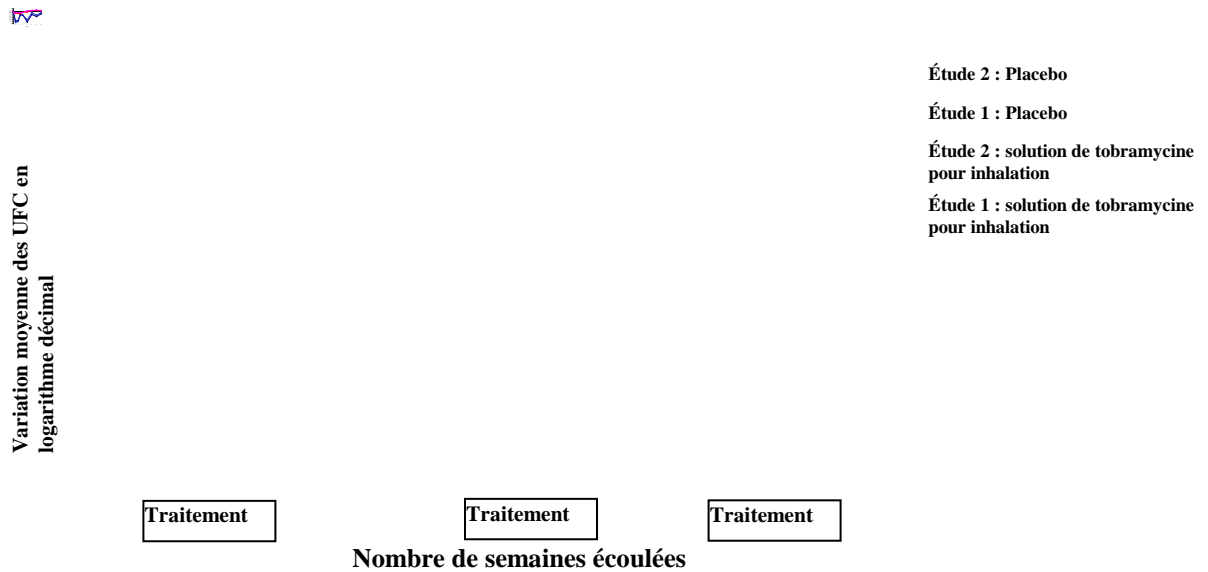 Étude 2 : Placebo
Étude 1 : Placebo
Étude 2 : solution de tobramycine
pour inhalation
Étude 1 : solution de tobramycine
pour inhalation
Variation moyenne des UFC en
logarithme décimal
Traitement
Traitement
Traitement
Nombre de semaines écoulées